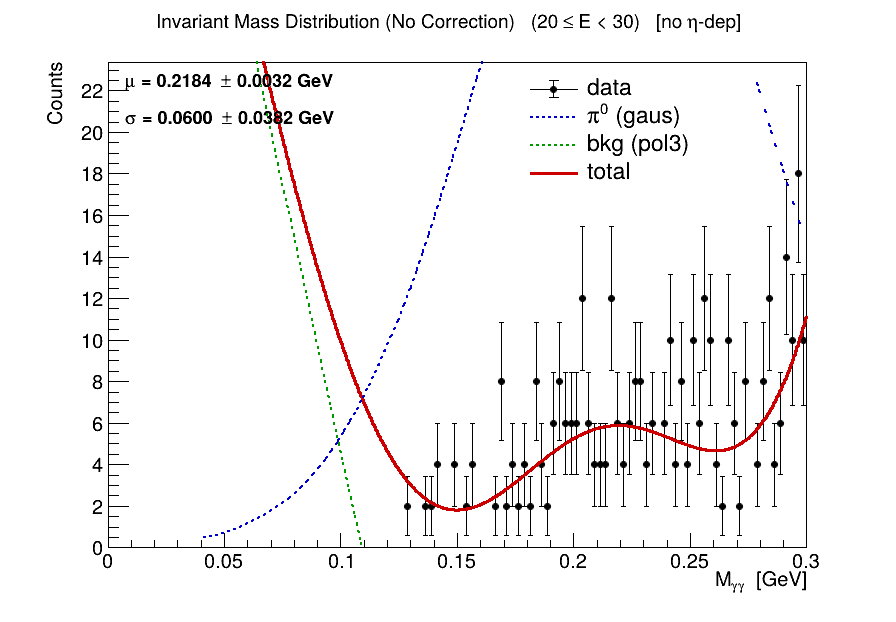 Invariant Mass Distribution (No Correction) (20 ≤ E < 30) [no η-dep]
Counts
μ = 0.2184 ± 0.0032 GeV
σ = 0.0600 ± 0.0382 GeV
data
π⁰ (gaus)
bkg (pol3)
total
22
20
18
16
14
12
10
8
6
4
2
0
0 0.05 0.1 0.15 0.2 0.25 0.3
M_γγ [GeV]